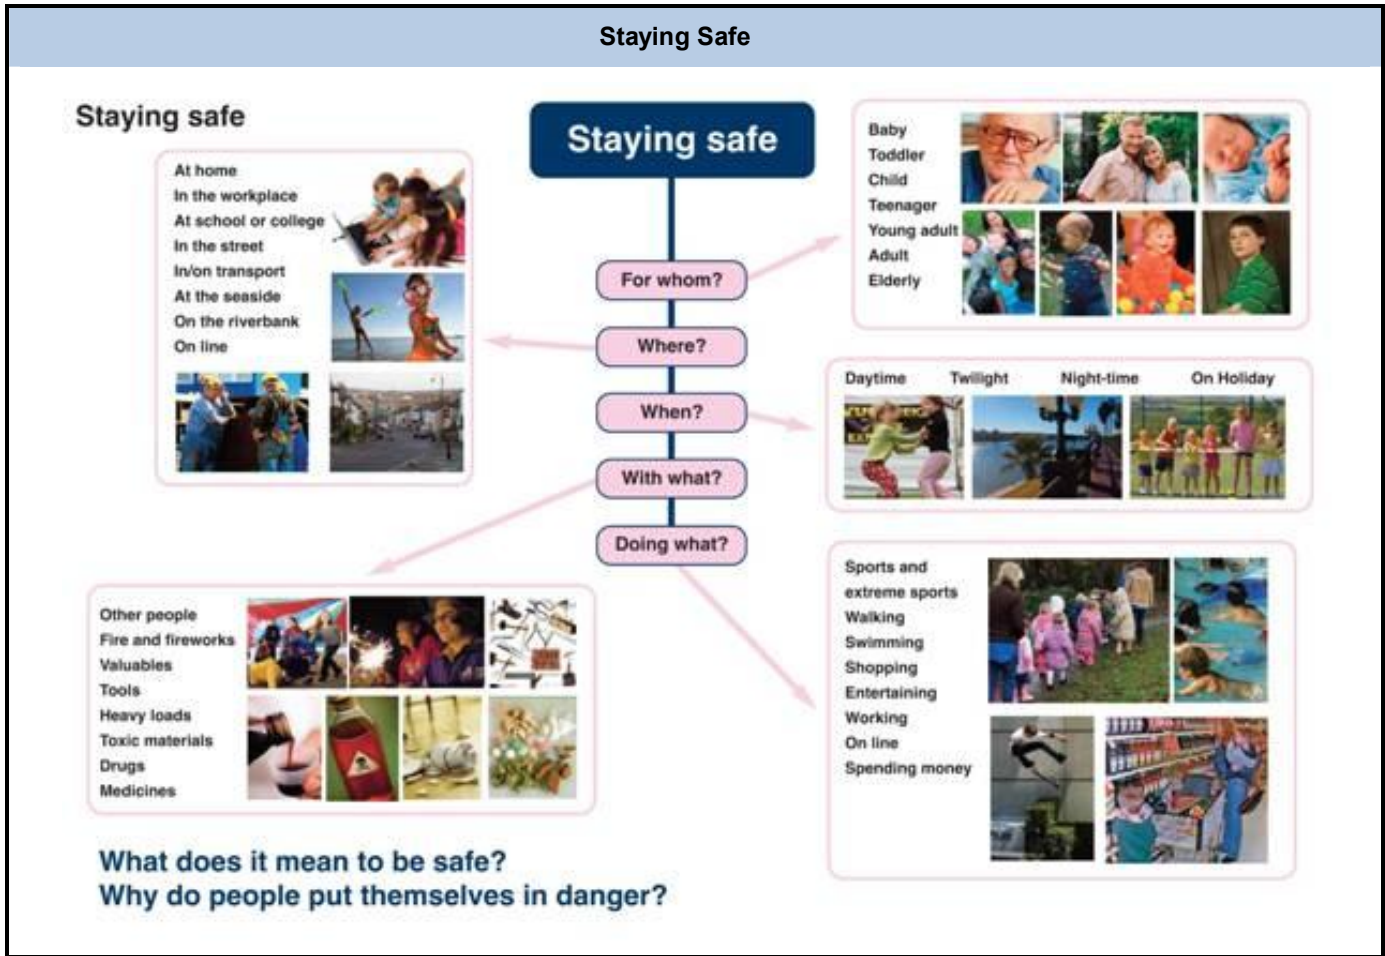 Staying Safe
Staying safe
Staying safe
At home
In the workplace
At school or college
In the street
In/on transport
At the seaside
On the riverbank
On line
For whom?
Where?
When?
With what?
Doing what?
Baby
Toddler
Child
Teenager
Young adult
Adult
Elderly
Daytime Twilight Night-time On Holiday
Other people
Fire and fireworks
Valuables
Tools
Heavy loads
Toxic materials
Drugs
Medicines
Sports and
extreme sports
Walking
Swimming
Shopping
Entertaining
Working
On line
Spending money
What does it mean to be safe?
Why do people put themselves in danger?